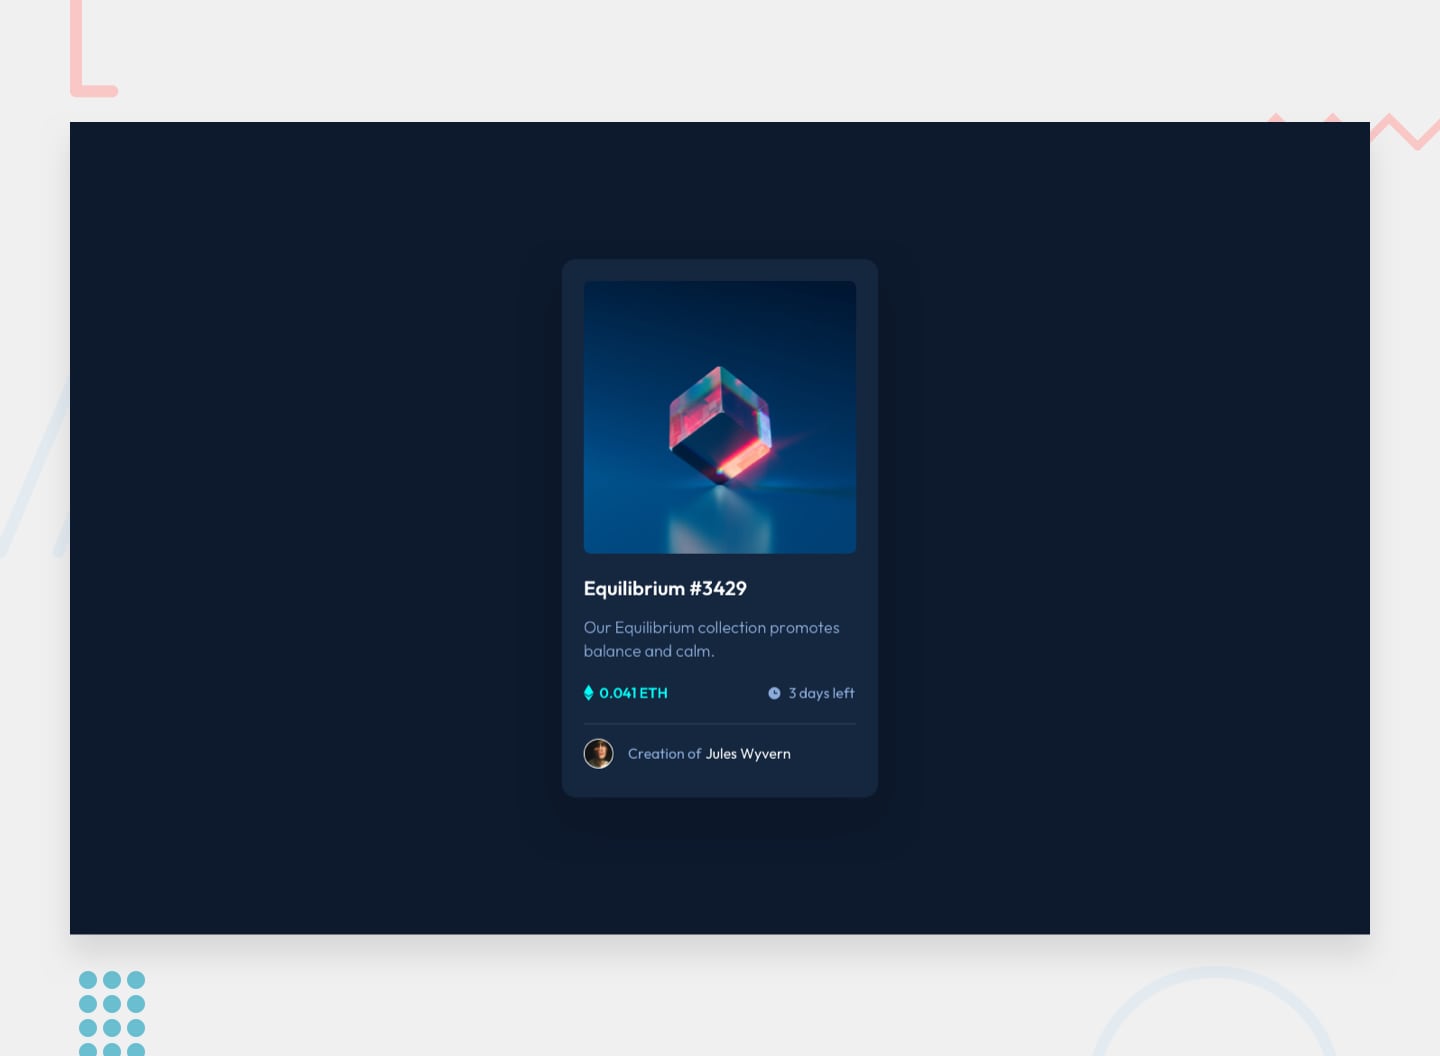 Equilibrium #3429
Our Equilibrium collection promotes
balance and calm.
0.041 ETH
3 days left
Creation of Jules Wyvern